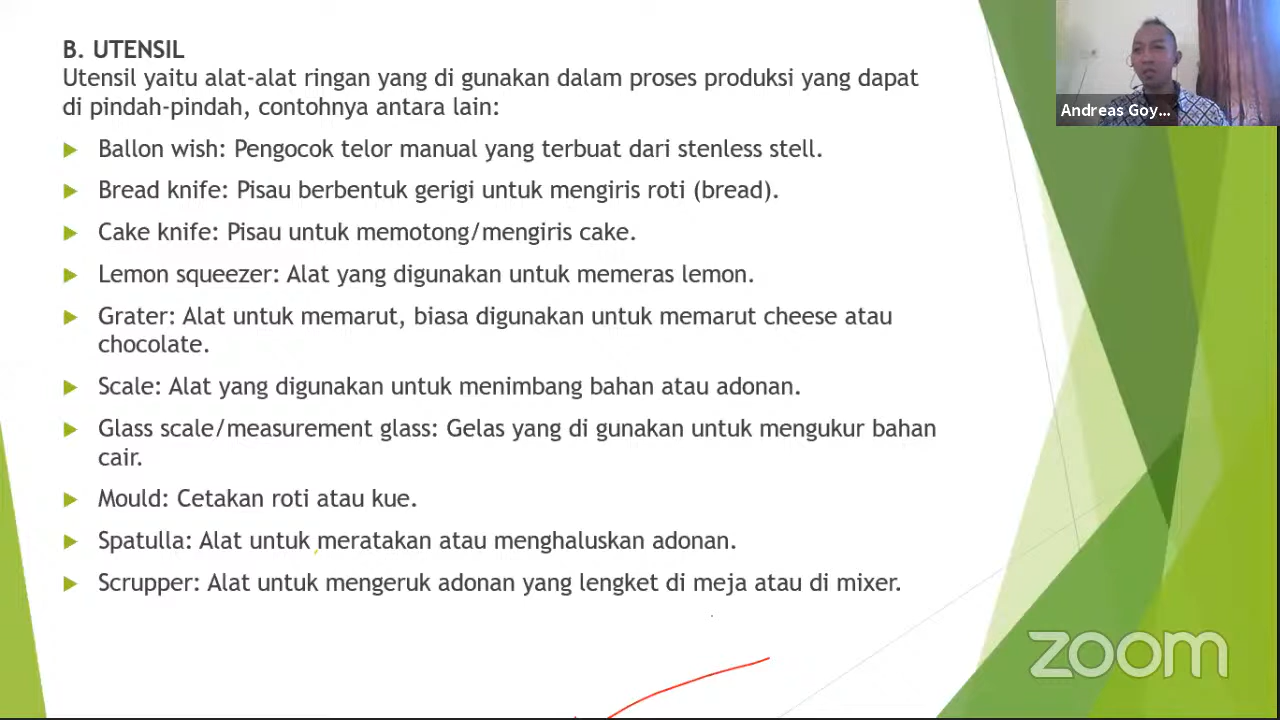 B. UTENSIL
Utensil yaitu alat-alat ringan yang di gunakan dalam proses produksi yang dapat
di pindah-pindah, contohnya antara lain:
Ballon wish: Pengocok telor manual yang terbuat dari stenless stell.
Bread knife: Pisau berbentuk gerigi untuk mengiris roti (bread).
Cake knife: Pisau untuk memotong/mengiris cake.
Lemon squeezer: Alat yang digunakan untuk memeras lemon.
Grater: Alat untuk memarut, biasa digunakan untuk memarut cheese atau
chocolate.
Scale: Alat yang digunakan untuk menimbang bahan atau adonan.
Glass scale/measurement glass: Gelas yang di gunakan untuk mengukur bahan
cair.
Mould: Cetakan roti atau kue.
Spatulla: Alat untuk meratakan atau menghaluskan adonan.
Scrupper: Alat untuk mengeruk adonan yang lengket di meja atau di mixer.
Andreas Goy...
zoom